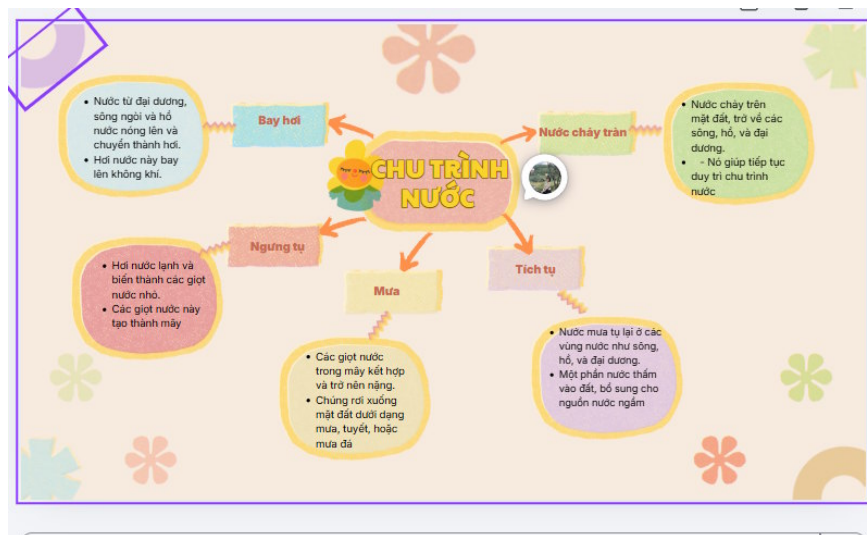 CHU TRÌNH
NƯỚC
Bay hơi
• Nước từ đại dương,
sông ngòi và hồ
nước nóng lên và
chuyển thành hơi.
• Hơi nước này bay
lên không khí.
Ngưng tụ
• Hơi nước lạnh và
biến thành các giọt
nước nhỏ.
• Các giọt nước này
tạo thành mây
Mưa
• Các giọt nước
trong mây kết hợp
và trở nên nặng.
• Chúng rơi xuống
mặt đất dưới dạng
mưa, tuyết, hoặc
mưa đá
Tích tụ
• Nước mưa tụ lại ở các
vùng nước như sông,
hồ, và đại dương.
• Một phần nước thấm
vào đất, bổ sung cho
nguồn nước ngầm
Nước chảy tràn
• Nước chảy trên
mặt đất, trở về các
sông, hồ, và đại
dương.
• - Nó giúp tiếp tục
duy trì chu trình
nước